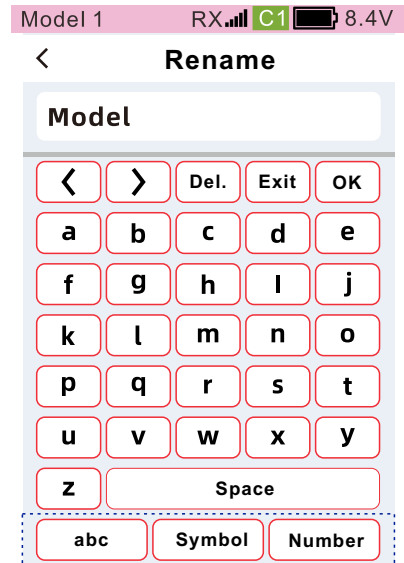 Model 1 RX C1 8.4V
< Rename
Model
< > Del. Exit OK
a b c d e
f g h I j
k l m n o
p q r s t
u v w x y
z Space
abc Symbol Number